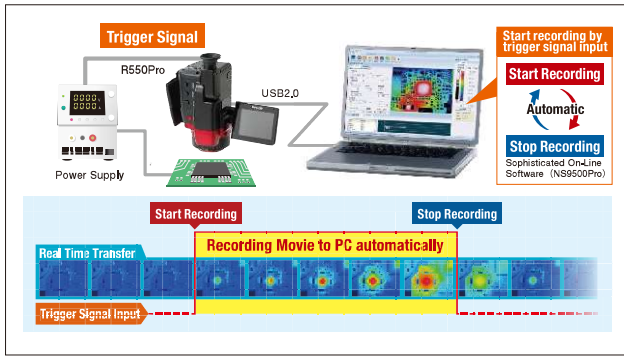 Trigger Signal
R550Pro
USB2.0
Power Supply
Start recording by
trigger signal input
Start Recording
Automatic
Stop Recording
Sophisticated On-Line
Software (NS9500Pro)
Start Recording
Stop Recording
Recording Movie to PC automatically
Real Time Transfer
Trigger Signal Input